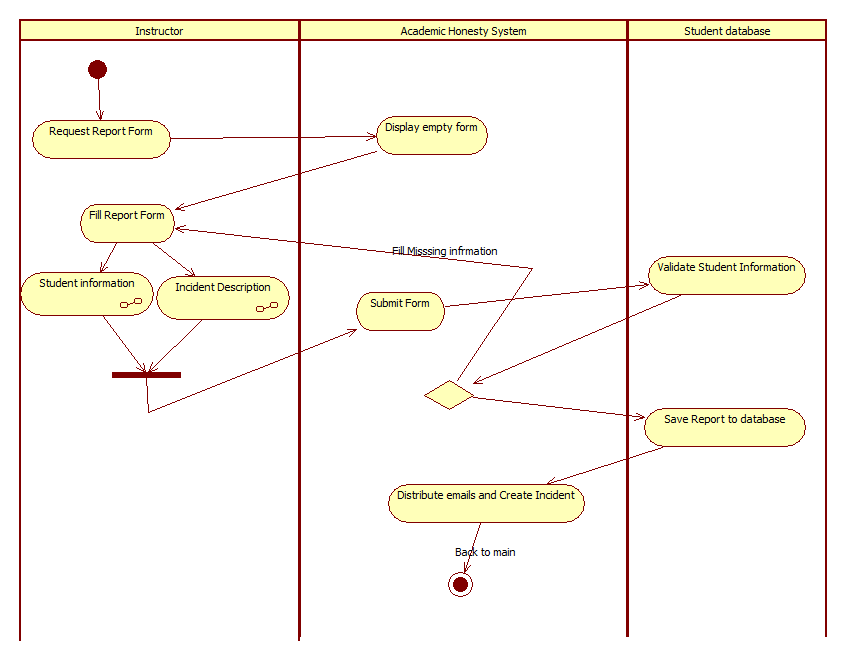 Instructor
Academic Honesty System
Student database
Request Report Form
Display empty form
Fill Report Form
Fill Misssing infrmation
Validate Student Information
Student information
Incident Description
Submit Form
Save Report to database
Distribute emails and Create Incident
Back to main